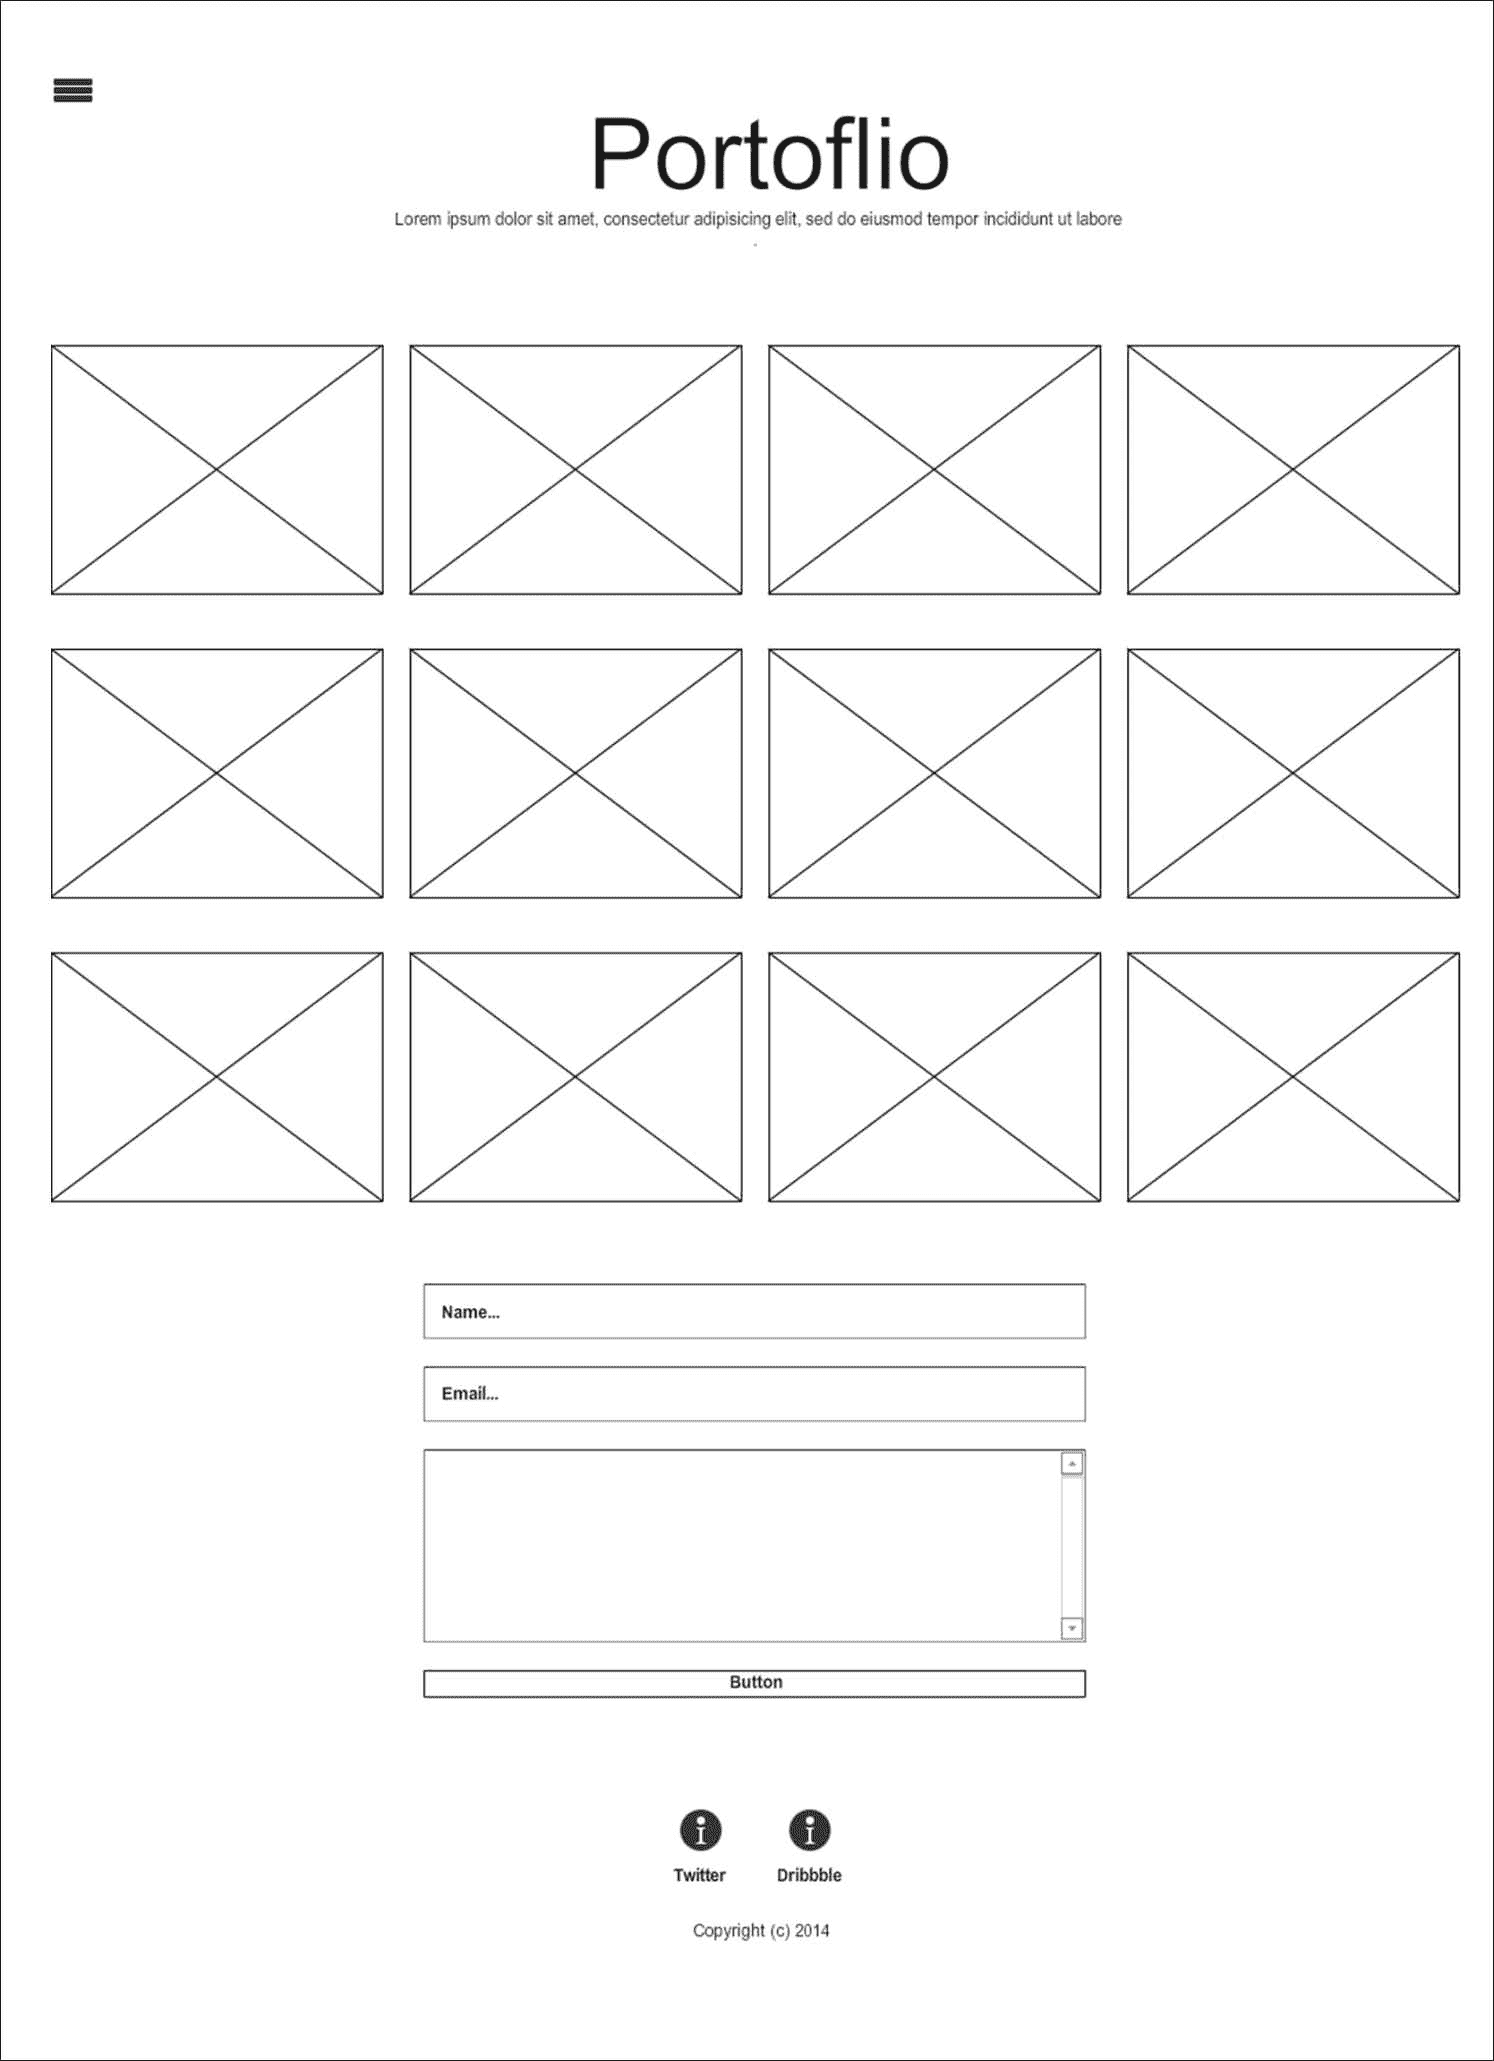 Portoflio
Lorem ipsum dolor sit amet, consectetur adipisicing elit, sed do eiusmod tempor incididunt ut labore
.
Name...
Email...
Button
Twitter Dribbble
Copyright (c) 2014